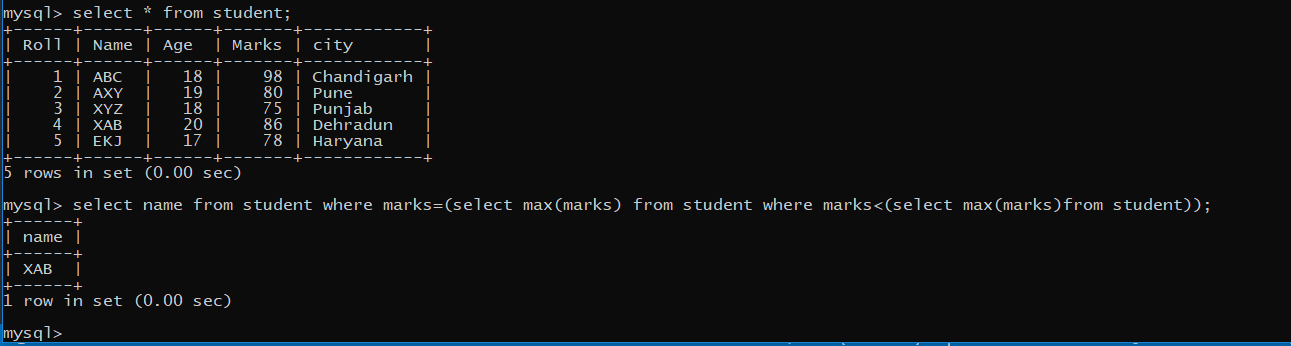 mysql> select * from student;
+------+------+------+-------+------------+
| Roll | Name | Age  | Marks | city       |
+------+------+------+-------+------------+
|    1 | ABC  |   18 |    98 | Chandigarh |
|    2 | AXY  |   19 |    80 | Pune       |
|    3 | XYZ  |   18 |    75 | Punjab     |
|    4 | XAB  |   20 |    86 | Dehradun   |
|    5 | EKJ  |   17 |    78 | Haryana    |
+------+------+------+-------+------------+
5 rows in set (0.00 sec)
mysql> select name from student where marks=(select max(marks) from student where marks<(select max(marks)from student));
+------+
| name |
+------+
| XAB  |
+------+
1 row in set (0.00 sec)
mysql>